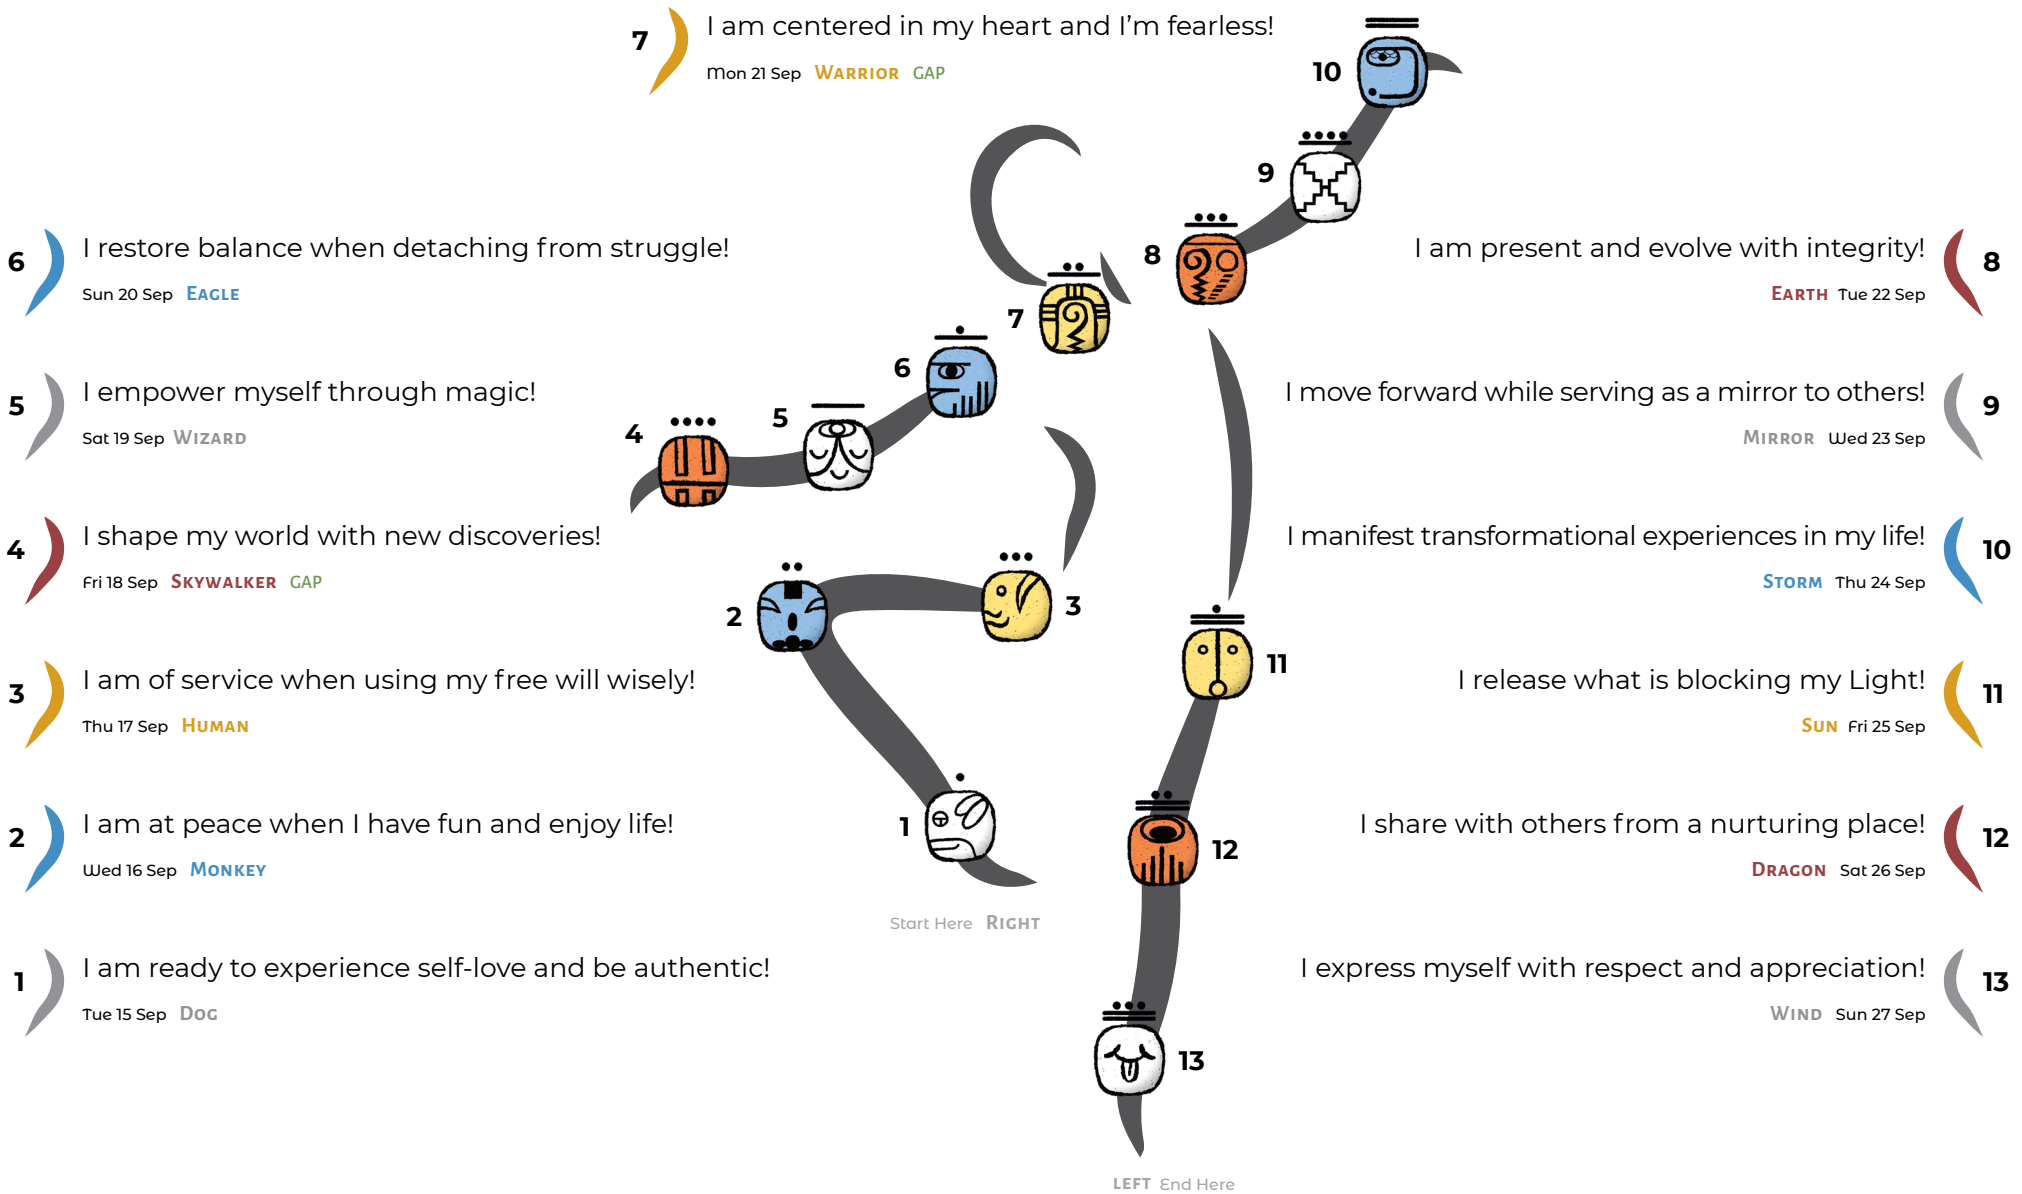 7
I am centered in my heart and I'm fearless!
Mon 21 Sep WARRIOR GAP
10
9
8
7
6
5
4
3
2
1
11
12
13
6
I restore balance when detaching from struggle!
Sun 20 Sep EAGLE
5
I empower myself through magic!
Sat 19 Sep WIZARD
4
I shape my world with new discoveries!
Fri 18 Sep SKYWALKER GAP
3
I am of service when using my free will wisely!
Thu 17 Sep HUMAN
2
I am at peace when I have fun and enjoy life!
Wed 16 Sep MONKEY
1
I am ready to experience self-love and be authentic!
Tue 15 Sep DOG
Start Here RIGHT
I am present and evolve with integrity!
8
EARTH Tue 22 Sep
I move forward while serving as a mirror to others!
9
MIRROR Wed 23 Sep
I manifest transformational experiences in my life!
10
STORM Thu 24 Sep
I release what is blocking my Light!
11
SUN Fri 25 Sep
I share with others from a nurturing place!
12
DRAGON Sat 26 Sep
I express myself with respect and appreciation!
13
WIND Sun 27 Sep
LEFT End Here